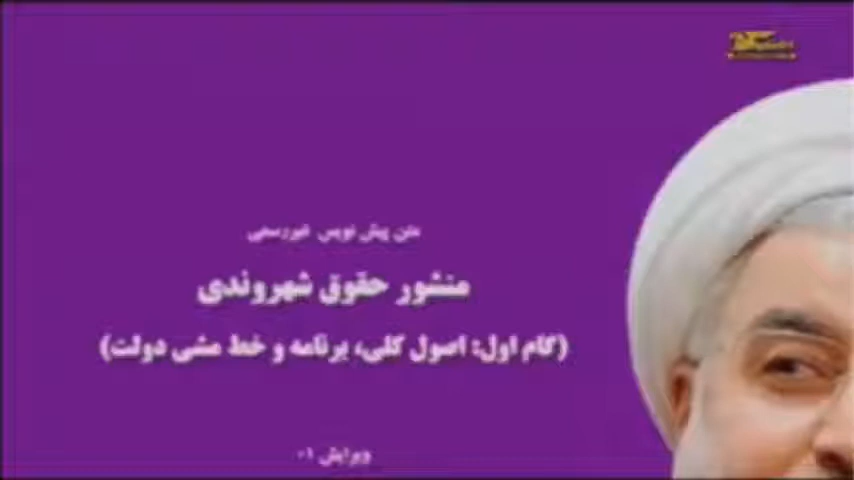 متن پیش نویس غیررسمی
منشور حقوق شهروندی
(گام اول: اصول کلی، برنامه و خط مشی دولت)
ویرایش ۰۱